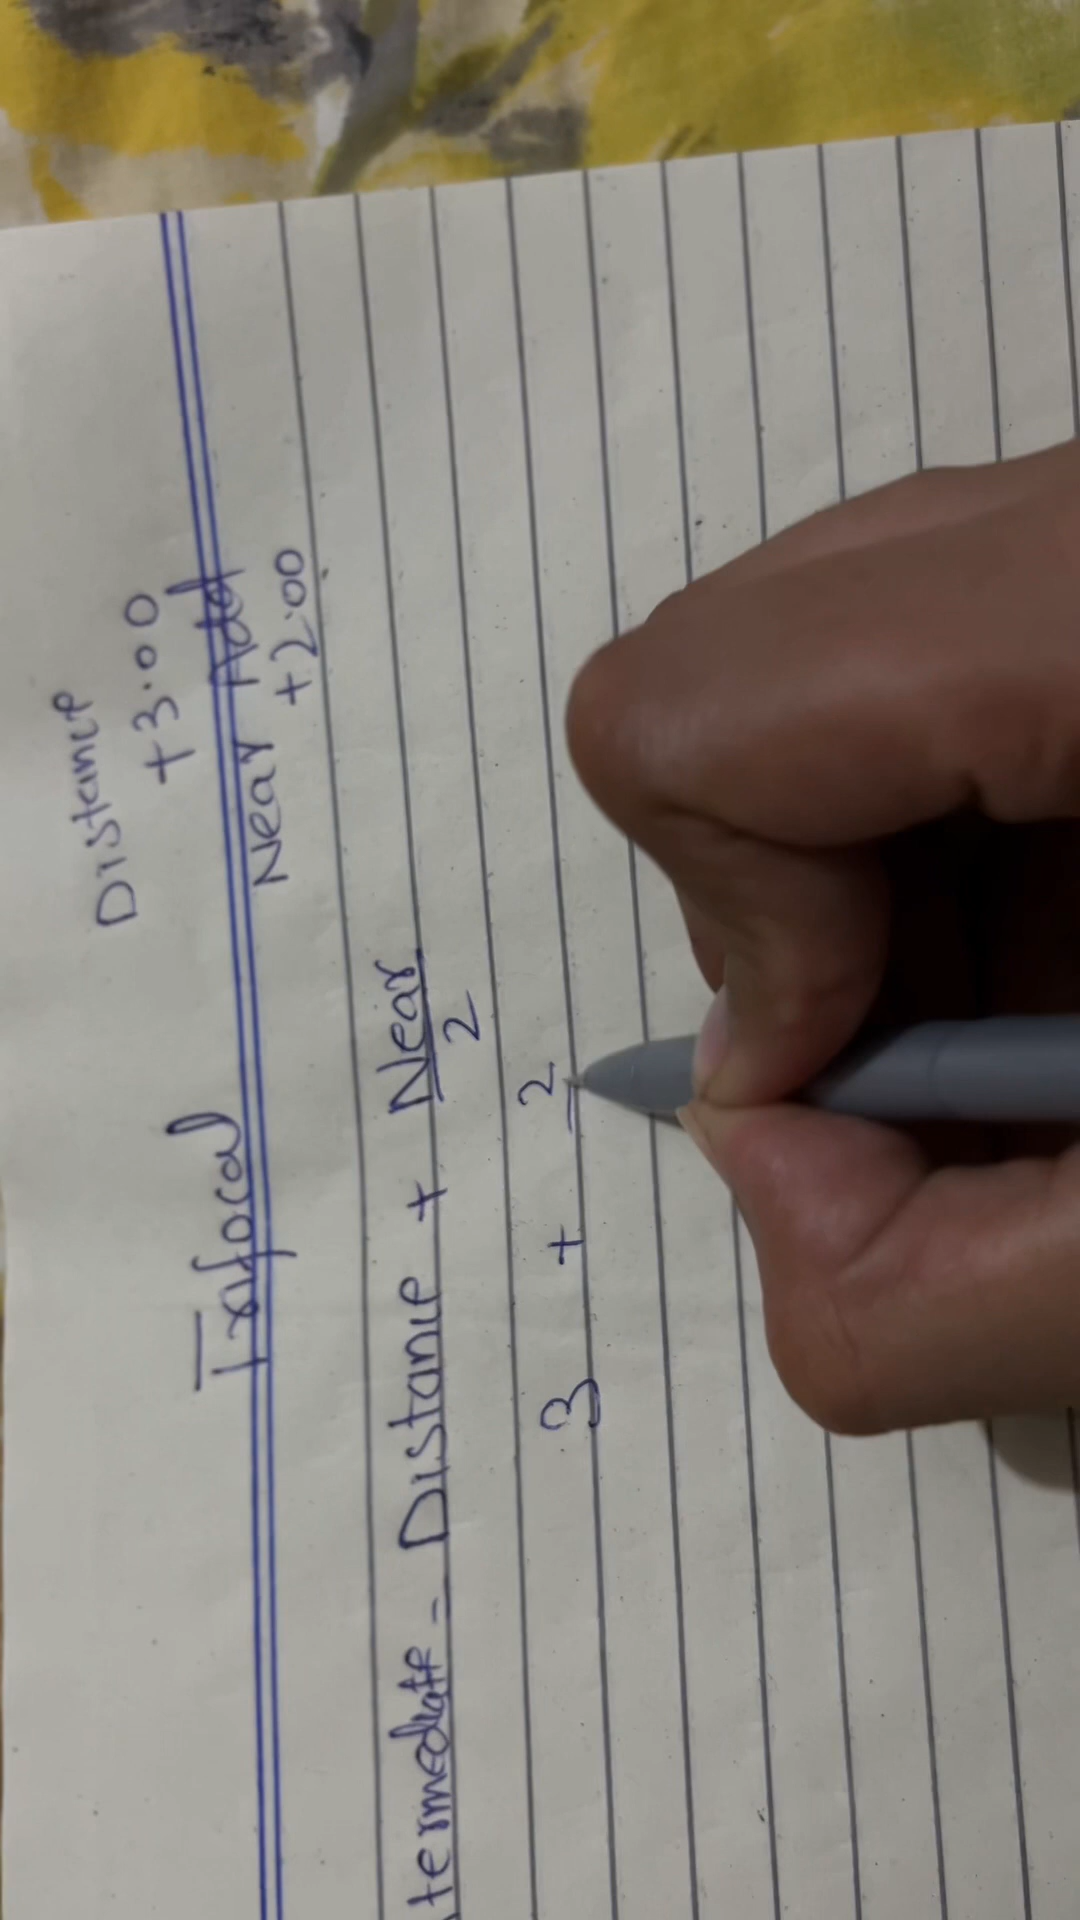 Distance
+3.00
Trifocal
Near Add
+2.00
termediate - Distance + Near
2
3 + 2